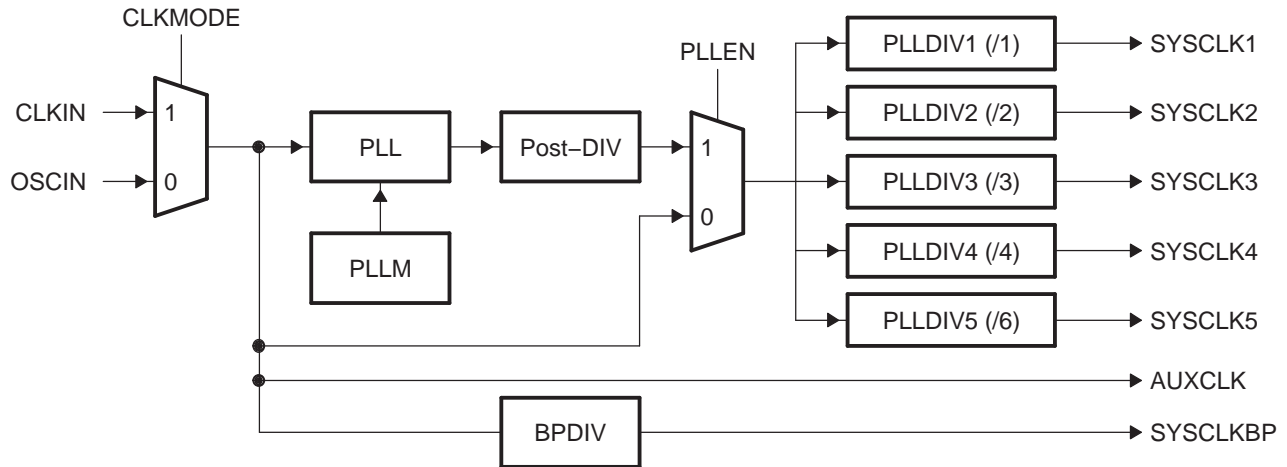 CLKMODE
CLKIN
OSCIN
1
0
PLL
PLLM
Post−DIV
PLLEN
1
0
PLLDIV1 (/1)
SYSCLK1
PLLDIV2 (/2)
SYSCLK2
PLLDIV3 (/3)
SYSCLK3
PLLDIV4 (/4)
SYSCLK4
PLLDIV5 (/6)
SYSCLK5
AUXCLK
BPDIV
SYSCLKBP